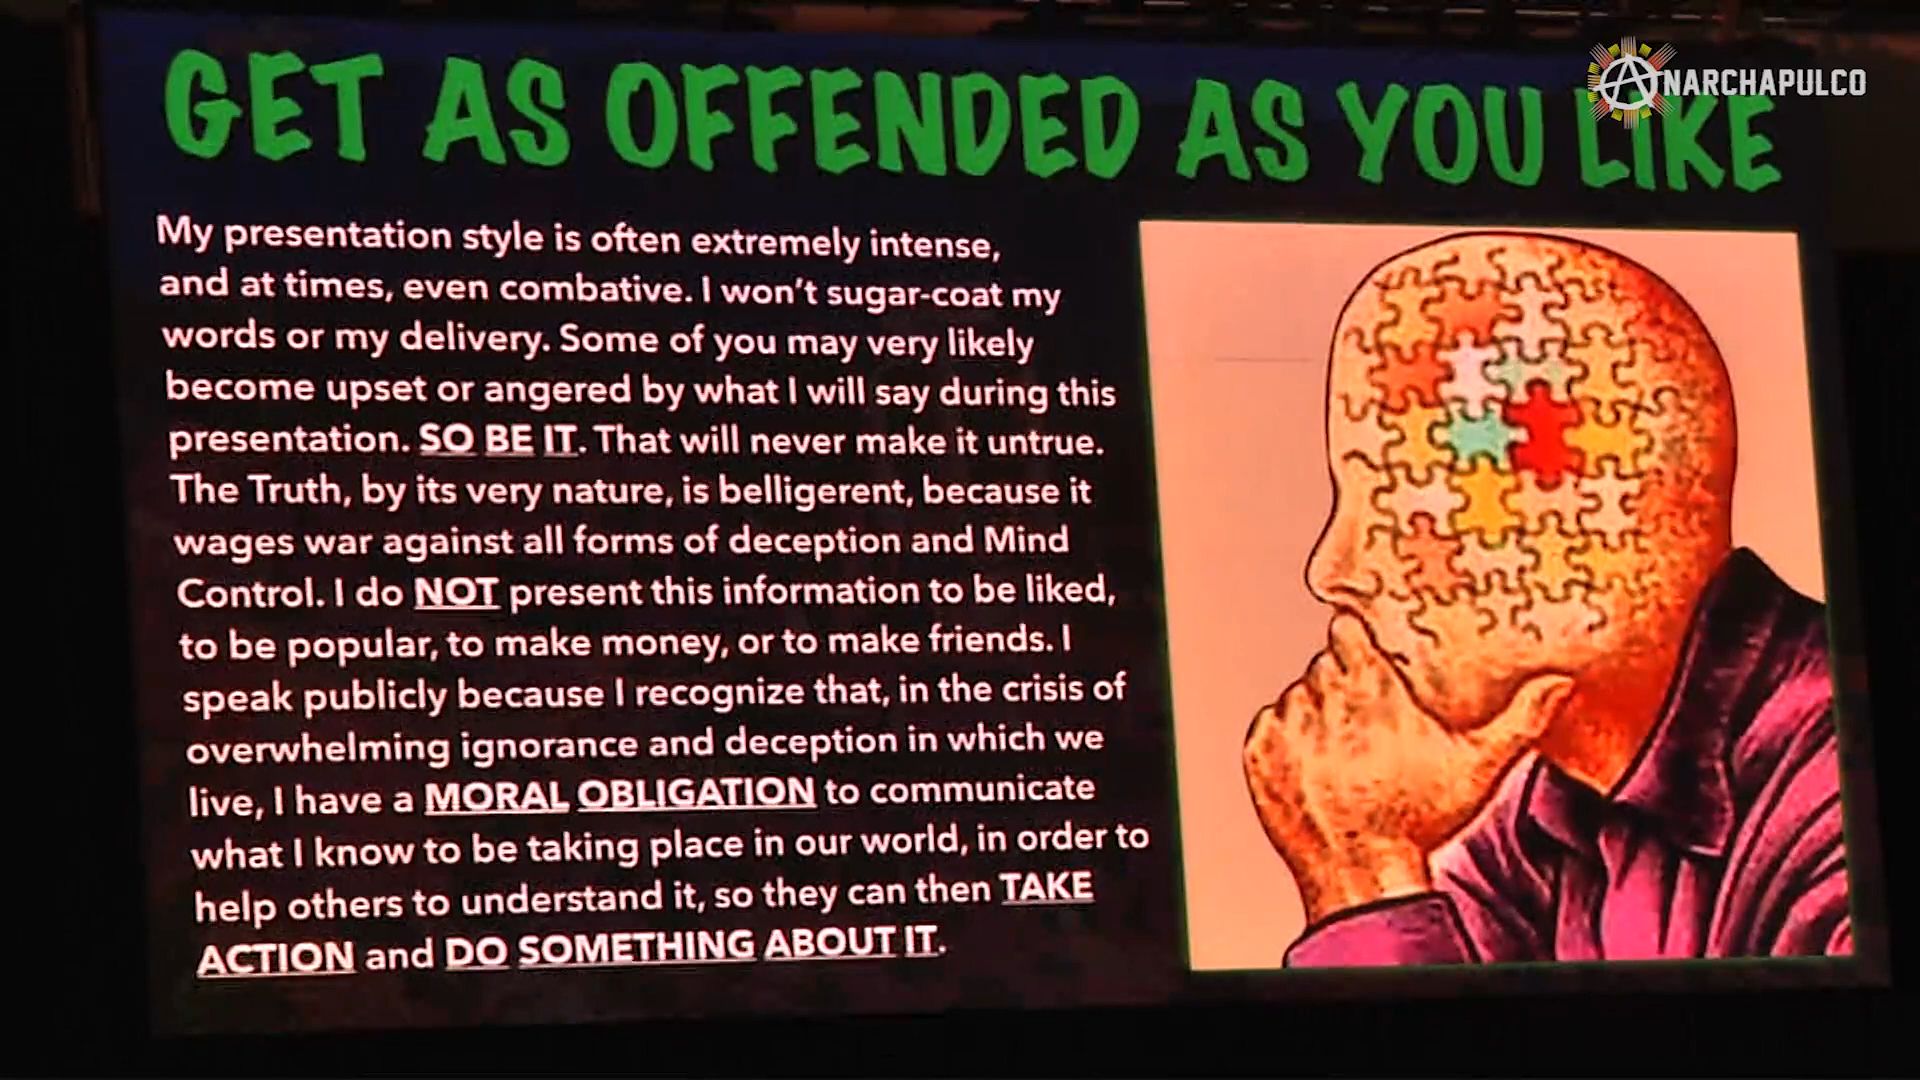 GET AS OFFENDED AS YOU LIKE
ANARCHAPULCO
My presentation style is often extremely intense,
and at times, even combative. I won't sugar-coat my
words or my delivery. Some of you may very likely
become upset or angered by what I will say during this
presentation. SO BE IT. That will never make it untrue.
The Truth, by its very nature, is belligerent, because it
wages war against all forms of deception and Mind
Control. I do NOT present this information to be liked,
to be popular, to make money, or to make friends. I
speak publicly because I recognize that, in the crisis of
overwhelming ignorance and deception in which we
live, I have a MORAL OBLIGATION to communicate
what I know to be taking place in our world, in order to
help others to understand it, so they can then TAKE
ACTION and DO SOMETHING ABOUT IT.